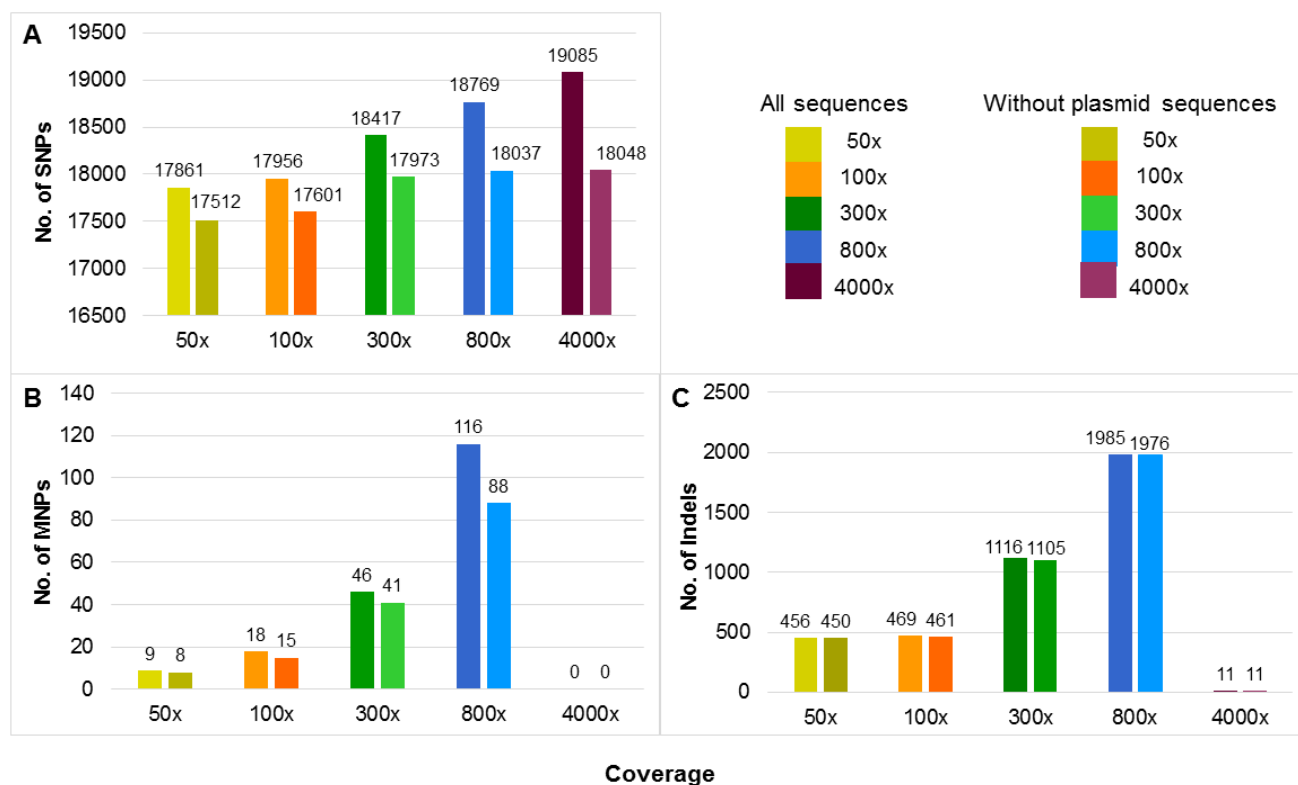 A
No. of SNPs
19500
19000
18500
18000
17500
17000
16500
17861
17512
17956
17601
18417
17973
18769
18037
19085
18048
50x 100x 300x 800x 4000x
All sequences
50x
100x
300x
800x
4000x
Without plasmid sequences
50x
100x
300x
800x
4000x
B
No. of MNPs
140
120
100
80
60
40
20
0
9 8
18 15
46 41
116 88
0 0
50x 100x 300x 800x 4000x
C
No. of Indels
2500
2000
1500
1000
500
0
456 450
469 461
1116 1105
1985 1976
11 11
50x 100x 300x 800x 4000x
Coverage